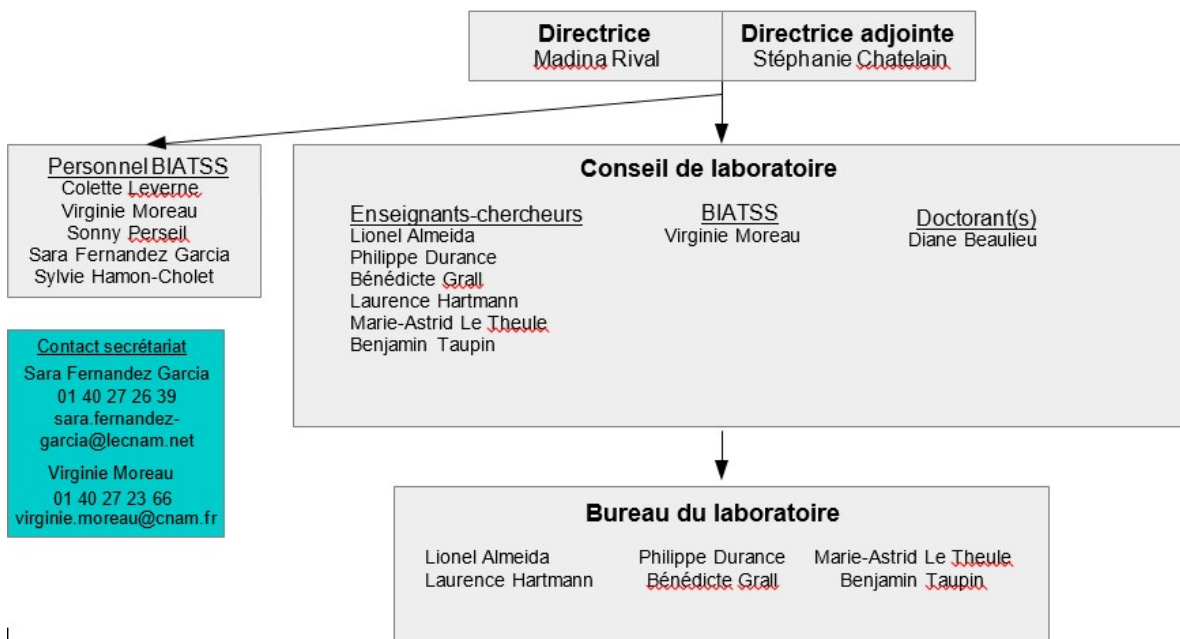 Directrice
Madina Rival
Directrice adjointe
Stéphanie Chatelain
Personnel BIATSS
Colette Leverne
Virginie Moreau
Sonny Perseil
Sara Fernandez Garcia
Sylvie Hamon-Cholet
Contact secrétariat
Sara Fernandez Garcia
01 40 27 26 39
sara.fernandez-
garcia@lecnam.net
Virginie Moreau
01 40 27 23 66
virginie.moreau@cnam.fr
Conseil de laboratoire
Enseignants-chercheurs
Lionel Almeida
Philippe Durance
Bénédicte Grall
Laurence Hartmann
Marie-Astrid Le Theule
Benjamin Taupin
BIATSS
Virginie Moreau
Doctorant(s)
Diane Beaulieu
Bureau du laboratoire
Lionel Almeida
Laurence Hartmann
Philippe Durance
Bénédicte Grall
Marie-Astrid Le Theule
Benjamin Taupin